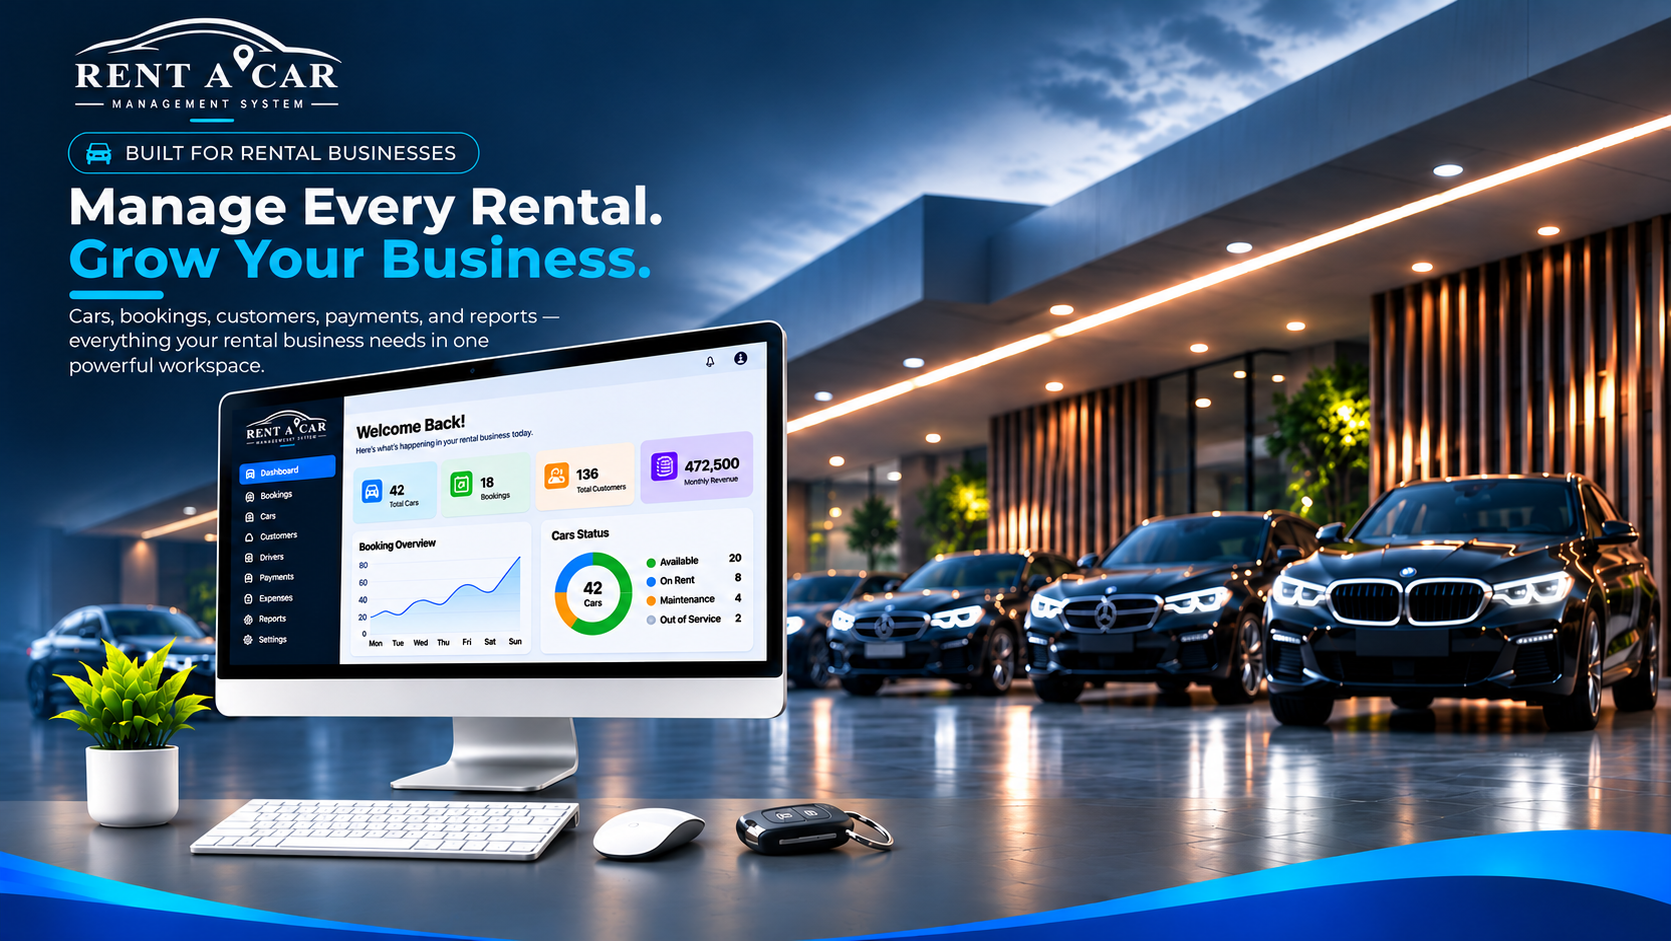 RENT A CAR
MANAGEMENT SYSTEM
BUILT FOR RENTAL BUSINESSES
Manage Every Rental.
Grow Your Business.
Cars, bookings, customers, payments, and reports —
everything your rental business needs in one
powerful workspace.
RENT A CAR
MANAGEMENT SYSTEM
Dashboard
Bookings
Cars
Customers
Drivers
Payments
Expenses
Reports
Settings
Welcome Back!
Here's what's happening in your rental business today.
42
Total Cars
18
Bookings
136
Total Customers
472,500
Monthly Revenue
Booking Overview
80
60
40
20
0
Mon Tue Wed Thu Fri Sat Sun
Cars Status
42
Cars
Available 20
On Rent 8
Maintenance 4
Out of Service 2